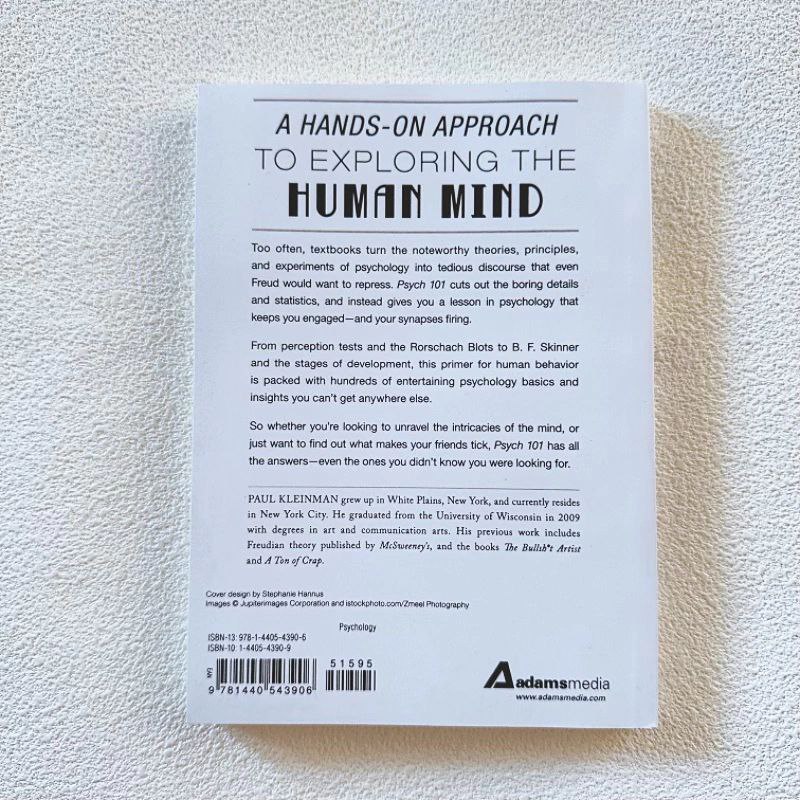 A HANDS-ON APPROACH
TO EXPLORING THE
HUMAN MIND
Too often, textbooks turn the noteworthy theories, principles,
and experiments of psychology into tedious discourse that even
Freud would want to repress. Psych 101 cuts out the boring details
and statistics, and instead gives you a lesson in psychology that
keeps you engaged—and your synapses firing.
From perception tests and the Rorschach Blots to B. F. Skinner
and the stages of development, this primer for human behavior
is packed with hundreds of entertaining psychology basics and
insights you can't get anywhere else.
So whether you're looking to unravel the intricacies of the mind, or
just want to find out what makes your friends tick, Psych 101 has all
the answers—even the ones you didn't know you were looking for.
PAUL KLEINMAN grew up in White Plains, New York, and currently resides
in New York City. He graduated from the University of Wisconsin in 2009
with degrees in art and communication arts. His previous work includes
Freudian theory published by McSweeney's, and the books The Bullsh*t Artist
and A Ton of Crap.
Cover design by Stephanie Hannus
Images © Jupiterimages Corporation and istockphoto.com/Zmeel Photography
Psychology
ISBN-13: 978-1-4405-4390-6
ISBN-10: 1-4405-4390-9
EAN
51595
9 781440 543906
adamsmedia
www.adamsmedia.com